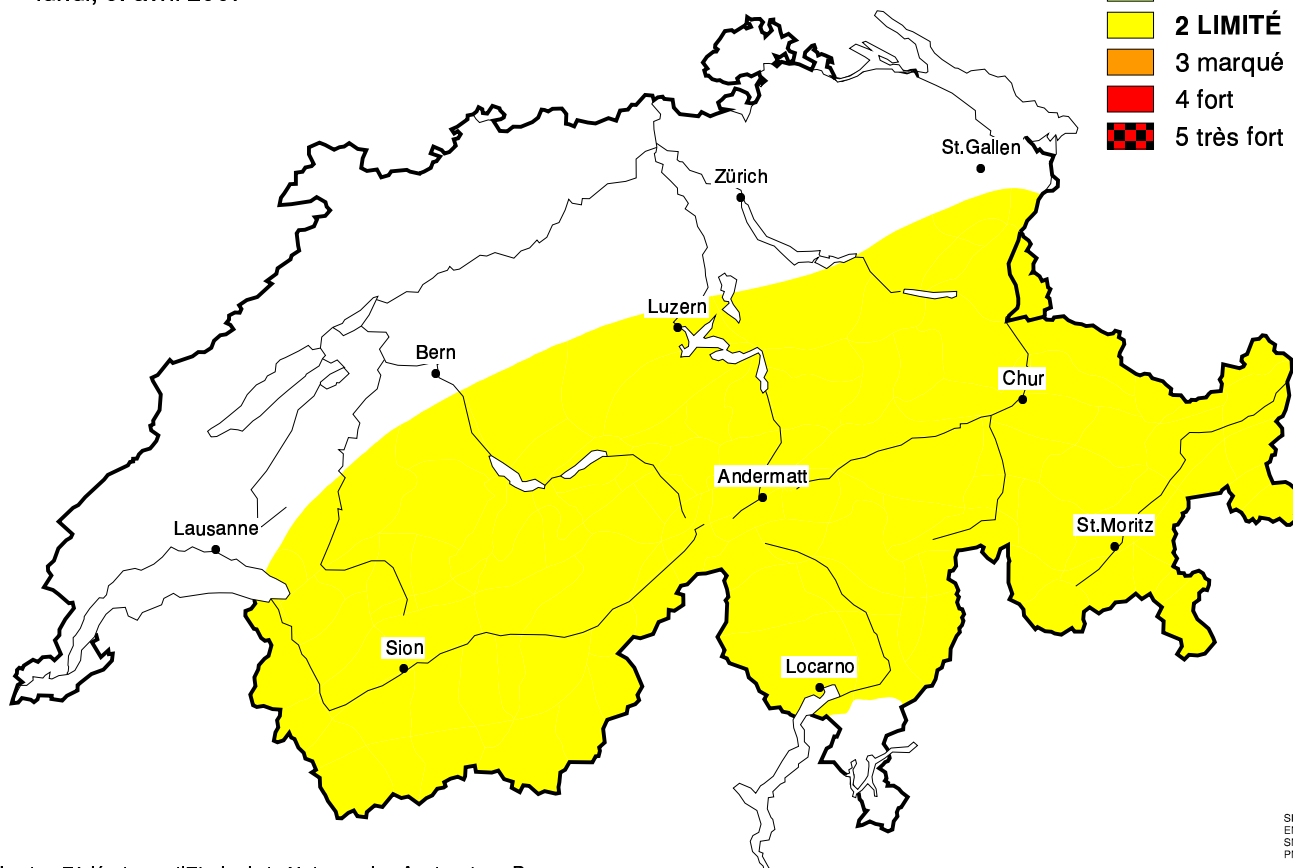 2 LIMITÉ
3 marqué
4 fort
5 très fort
St.Gallen
Zürich
Luzern
Bern
Chur
Andermatt
Lausanne
St.Moritz
Sion
Locarno